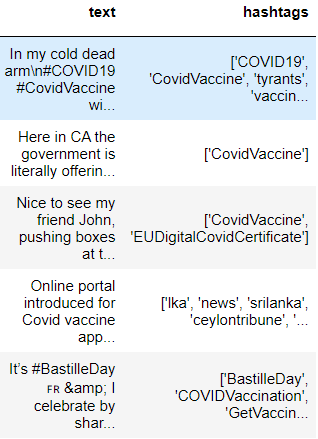 text hashtags
In my cold dead ['COVID19',
arm\n#COVID19 'CovidVaccine', 'tyrants',
#CovidVaccine 'vaccin...
wi...
Here in CA the ['CovidVaccine']
government is
literally offerin...
Nice to see my ['CovidVaccine',
friend John, 'EUDigitalCovidCertificate']
pushing boxes
at t...
Online portal ['lka', 'news', 'srilanka',
introduced for 'ceylontribune', '...
Covid vaccine
app...
It’s #BastilleDay ['BastilleDay',
🇫🇷 &amp; I 'COVIDVaccination',
celebrate by 'GetVaccin...
shar...